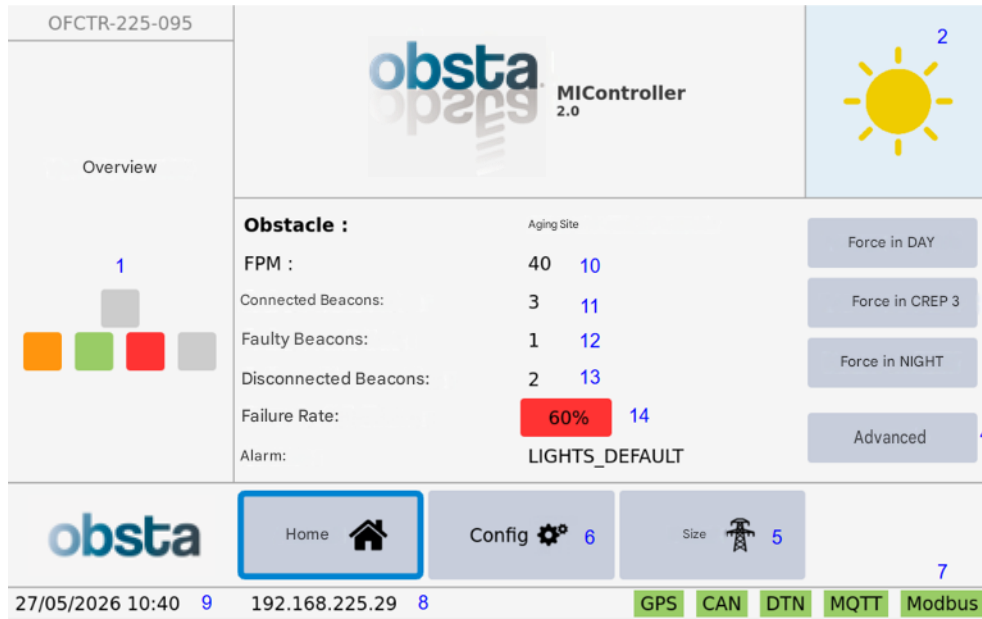 OFCTR-225-095
2
obsta
MIController
2.0
Overview
Obstacle : Aging Site
Force in DAY
1
FPM : 40 10
Connected Beacons: 3 11
Force in CREP 3
Faulty Beacons: 1 12
Force in NIGHT
Disconnected Beacons: 2 13
Failure Rate: 60% 14
Advanced
Alarm: LIGHTS_DEFAULT
obsta
Home
Config 6
Size 5
7
27/05/2026 10:40 9 192.168.225.29 8 GPS CAN DTN MQTT Modbus